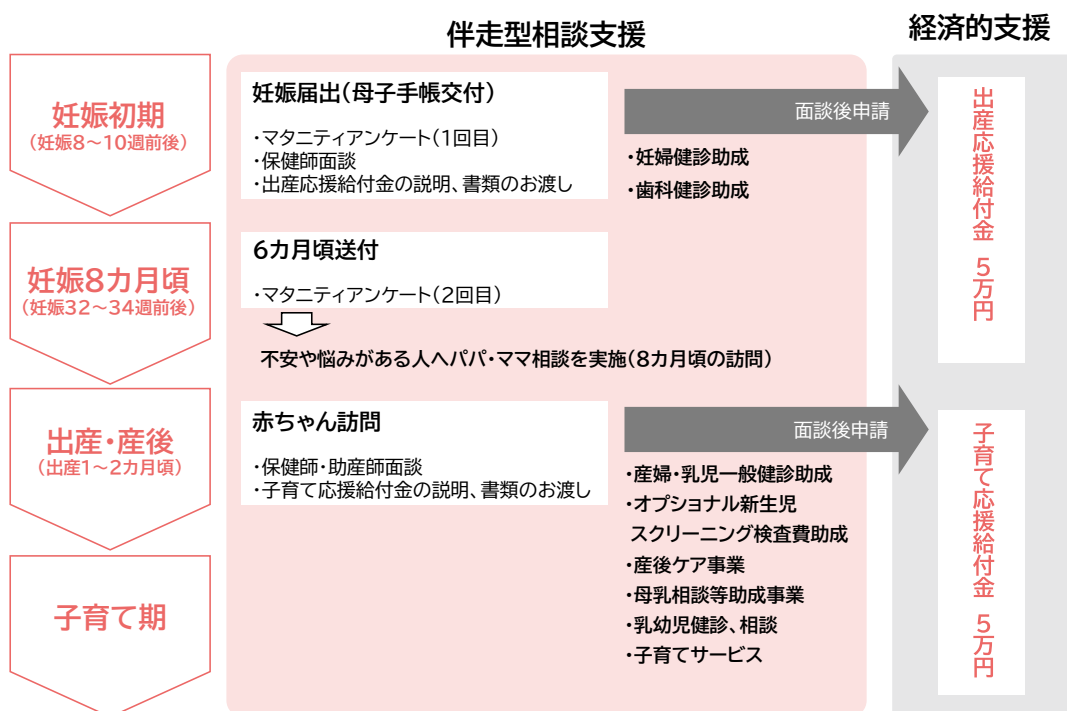 伴走型相談支援
経済的支援
妊娠初期
(妊娠8～10週前後)
妊娠届出(母子手帳交付)
・マタニティアンケート(1回目)
・保健師面談
・出産応援給付金の説明、書類のお渡し
面談後申請
・妊婦健診助成
・歯科健診助成
出産応援給付金 5万円
妊娠8カ月頃
(妊娠32～34週前後)
6カ月頃送付
・マタニティアンケート(2回目)
不安や悩みがある人へパパ・ママ相談を実施(8カ月頃の訪問)
出産・産後
(出産1～2カ月頃)
赤ちゃん訪問
・保健師・助産師面談
・子育て応援給付金の説明、書類のお渡し
面談後申請
・産婦・乳児一般健診助成
・オプショナル新生児
スクリーニング検査費助成
・産後ケア事業
・母乳相談等助成事業
・乳幼児健診、相談
・子育てサービス
子育て応援給付金 5万円
子育て期